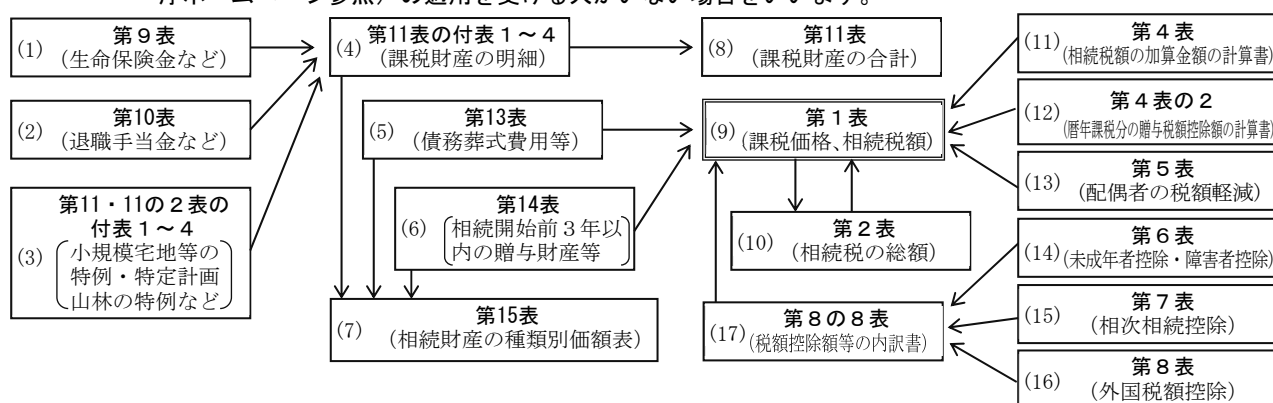 庁ホームページ参照）の適用を受ける人がいない場合をいいます。
(1)
第９表
（生命保険金など）
(2)
第10表
（退職手当金など）
(3)
第11・11の２表の
付表１～４
小規模宅地等の
特例・特定計画
山林の特例など
(4)
第11表の付表１～４
（課税財産の明細）
(5)
第13表
（債務葬式費用等）
(6)
第14表
相続開始前３年以
内の贈与財産等
(7)
第15表
（相続財産の種類別価額表）
(8)
第11表
（課税財産の合計）
(9)
第１表
（課税価格、相続税額）
(10)
第２表
（相続税の総額）
(11)
第４表
（相続税額の加算金額の計算書）
(12)
第４表の２
（暦年課税分の贈与税額控除額の計算書）
(13)
第５表
（配偶者の税額軽減）
(14)
第６表
（未成年者控除・障害者控除）
(15)
第７表
（相次相続控除）
(16)
第８表
（外国税額控除）
(17)
第８の８表
（税額控除額等の内訳書）